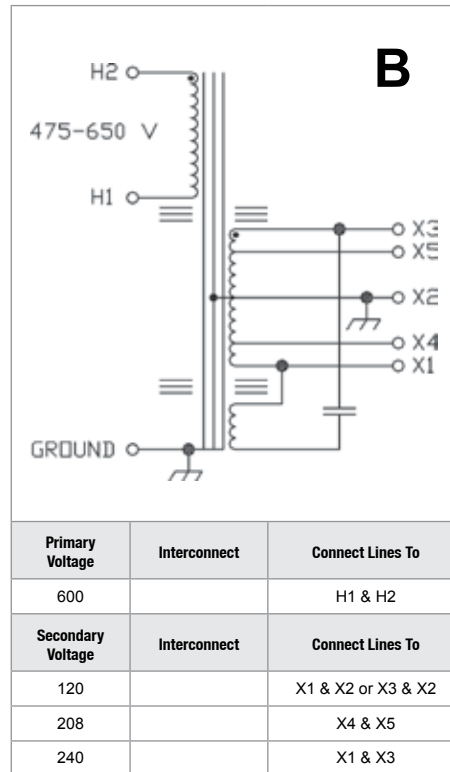 B
H2
475-650 V
H1
X3
X5
X2
X4
X1
GROUND
Primary Voltage | Interconnect | Connect Lines To
600 | | H1 & H2
Secondary Voltage | Interconnect | Connect Lines To
120 | | X1 & X2 or X3 & X2
208 | | X4 & X5
240 | | X1 & X3